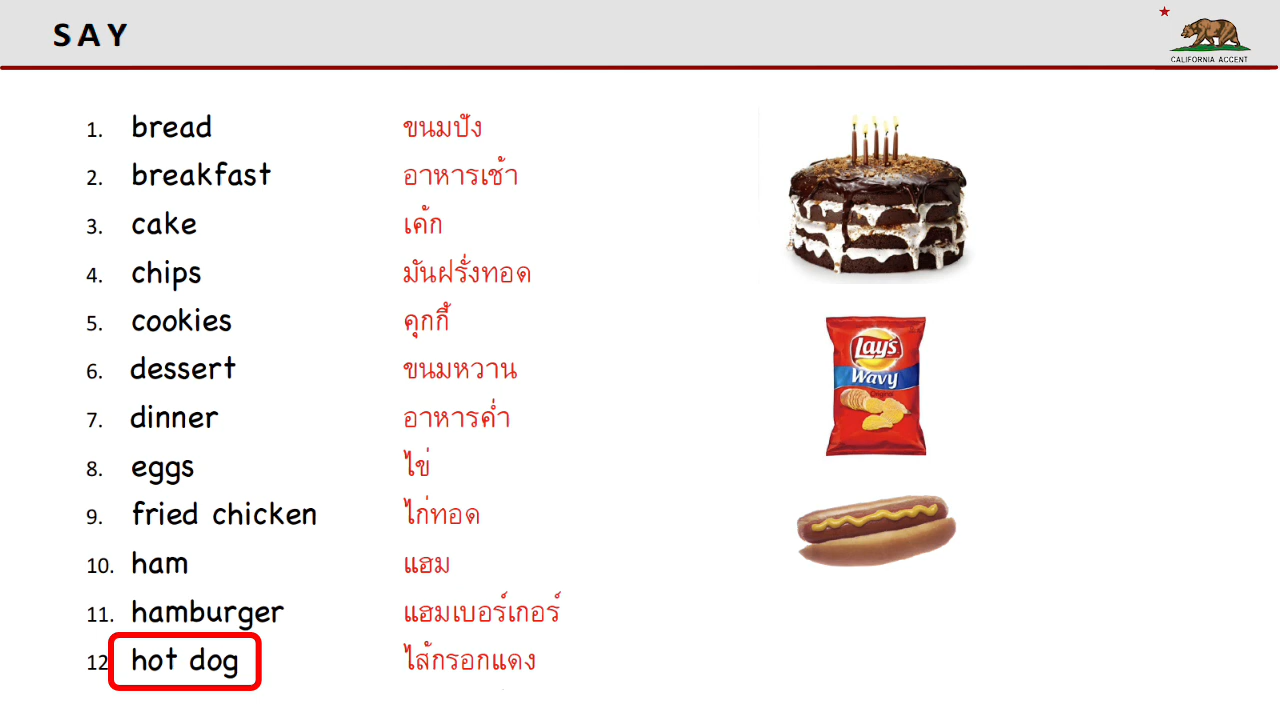 SAY
CALIFORNIA ACCENT
1. bread ขนมปัง
2. breakfast อาหารเช้า
3. cake เค้ก
4. chips มันฝรั่งทอด
5. cookies คุกกี้
6. dessert ขนมหวาน
7. dinner อาหารค่ำ
8. eggs ไข่
9. fried chicken ไก่ทอด
10. ham แฮม
11. hamburger แฮมเบอร์เกอร์
12 hot dog ไส้กรอกแดง
Lay's
Wavy
Original